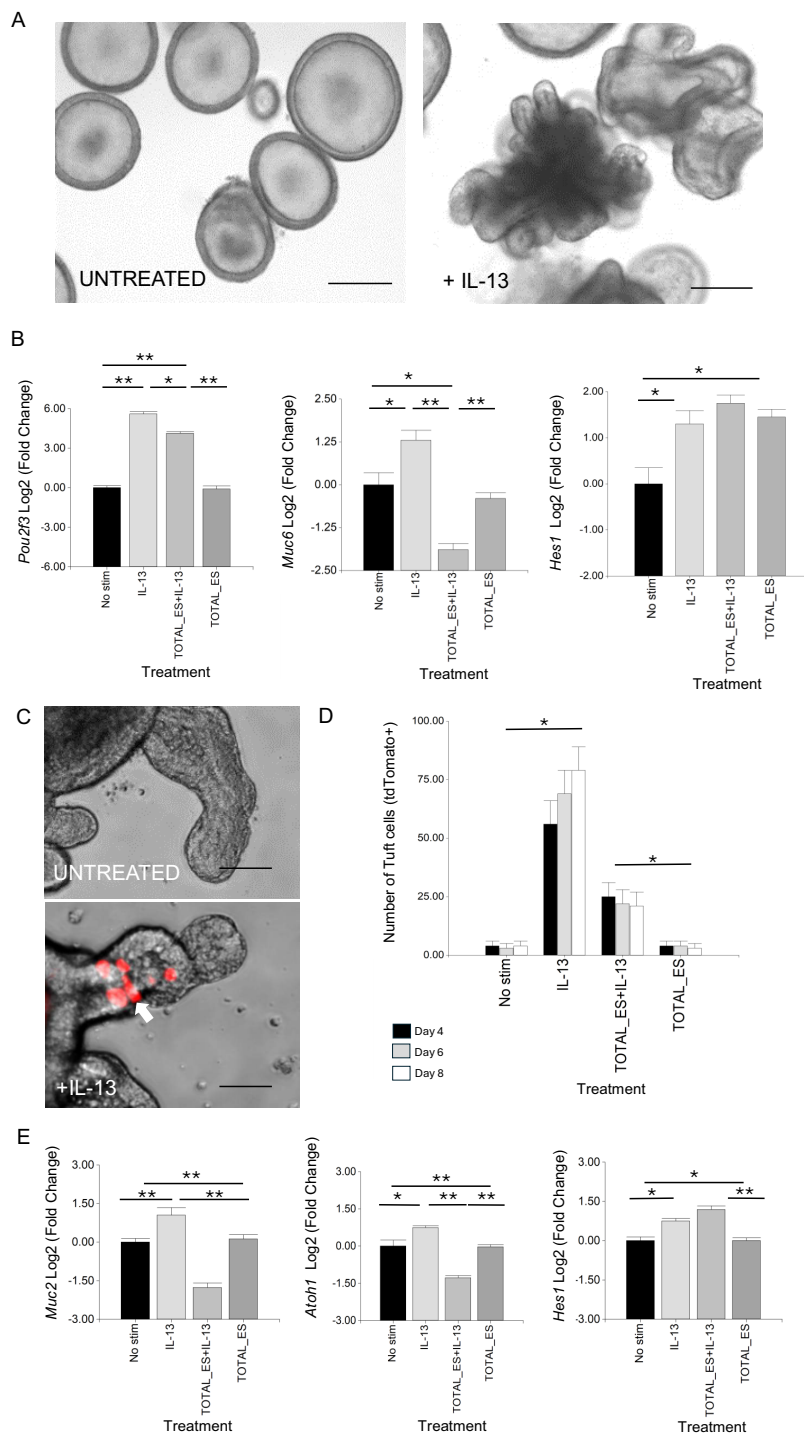 A
UNTREATED
+ IL-13
B
** 
** * **
Pou2f3 Log2 (Fold Change)
6.00
3.00
0.00
-3.00
-6.00
No stim
IL-13
TOTAL_ES+IL-13
TOTAL_ES
Treatment
*
* ** **
Muc6 Log2 (Fold Change)
2.50
1.25
0.00
-1.25
-2.50
No stim
IL-13
TOTAL_ES+IL-13
TOTAL_ES
Treatment
*
*
Hes1 Log2 (Fold Change)
2.00
1.00
0.00
-1.00
-2.00
No stim
IL-13
TOTAL_ES+IL-13
TOTAL_ES
Treatment
C
UNTREATED
+IL-13
D
Number of Tuft cells (tdTomato+)
100.00
75.00
50.00
25.00
0.00
*
*
No stim
IL-13
TOTAL_ES+IL-13
TOTAL_ES
Treatment
Day 4
Day 6
Day 8
E
**
** **
Muc2 Log2 (Fold Change)
3.00
1.50
0.00
-1.50
-3.00
No stim
IL-13
TOTAL_ES+IL-13
TOTAL_ES
Treatment
**
* ** **
Atoh1 Log2 (Fold Change)
3.00
1.50
0.00
-1.50
-3.00
No stim
IL-13
TOTAL_ES+IL-13
TOTAL_ES
Treatment
*
* **
Hes1 Log2 (Fold Change)
3.00
1.50
0.00
-1.50
-3.00
No stim
IL-13
TOTAL_ES+IL-13
TOTAL_ES
Treatment